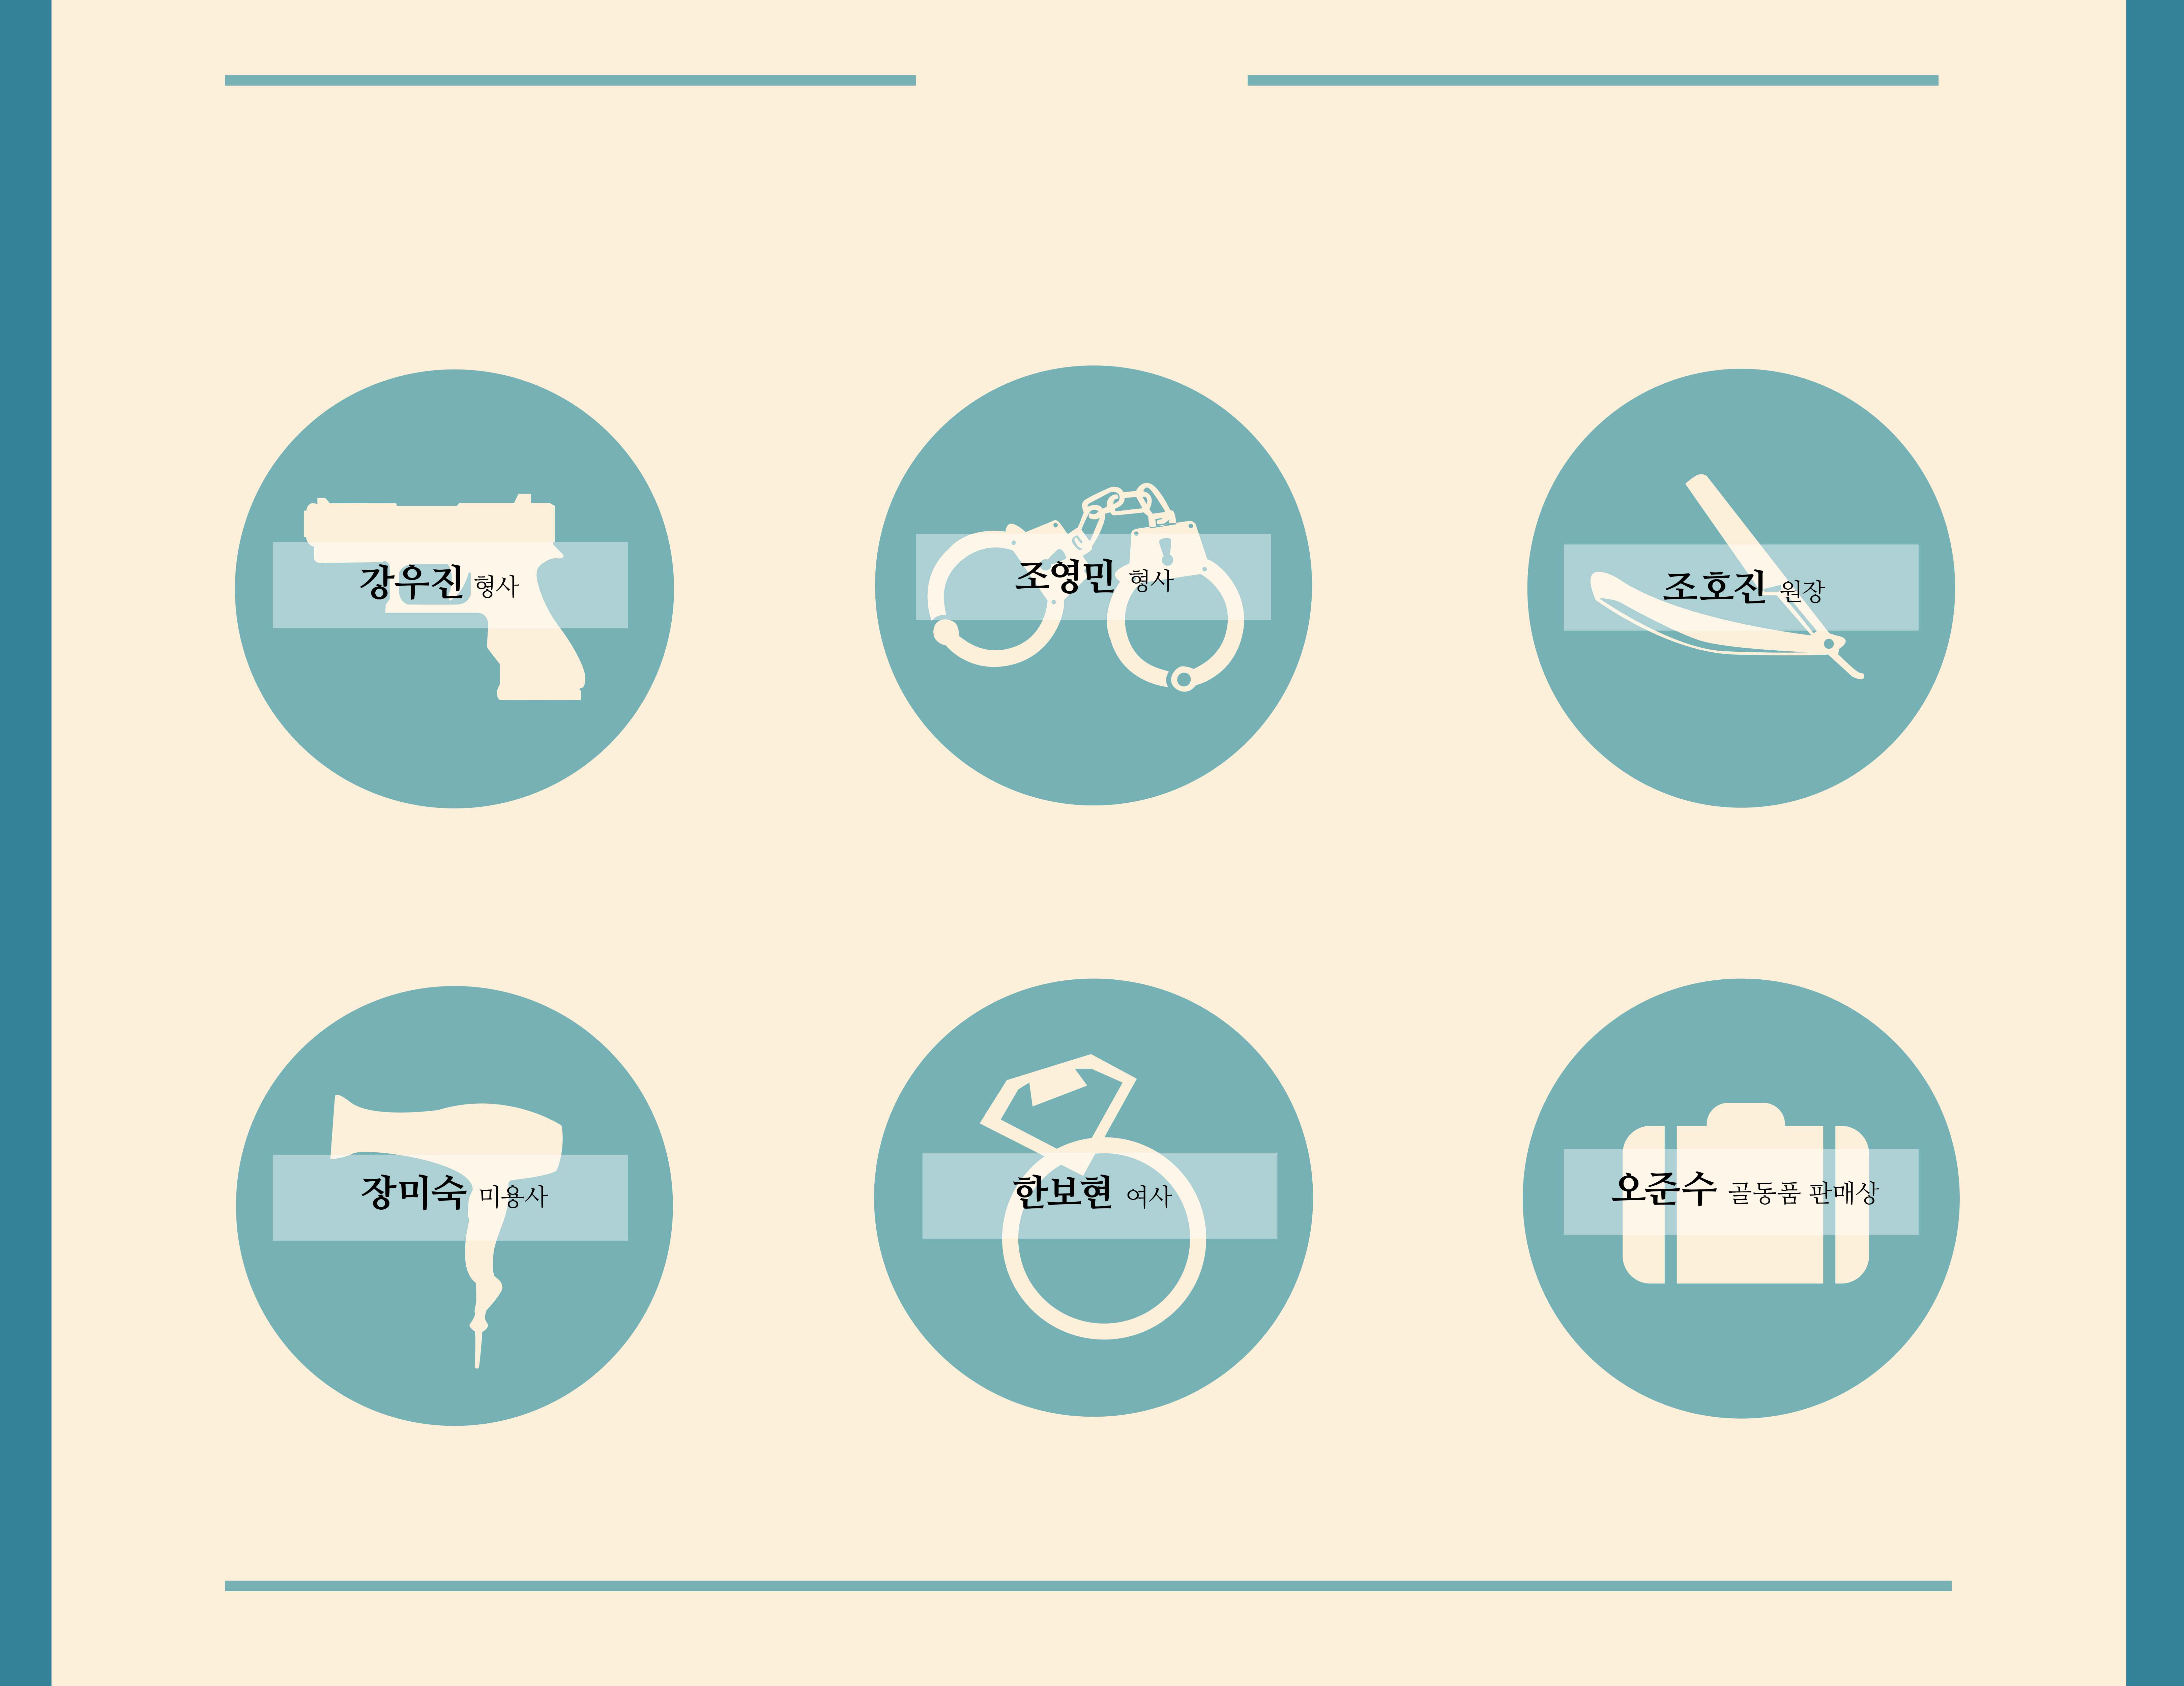 강우진 형사
조영민 형사
조호진 원장
장미숙 미용사
한보현 여사
오준수 골동품 판매상